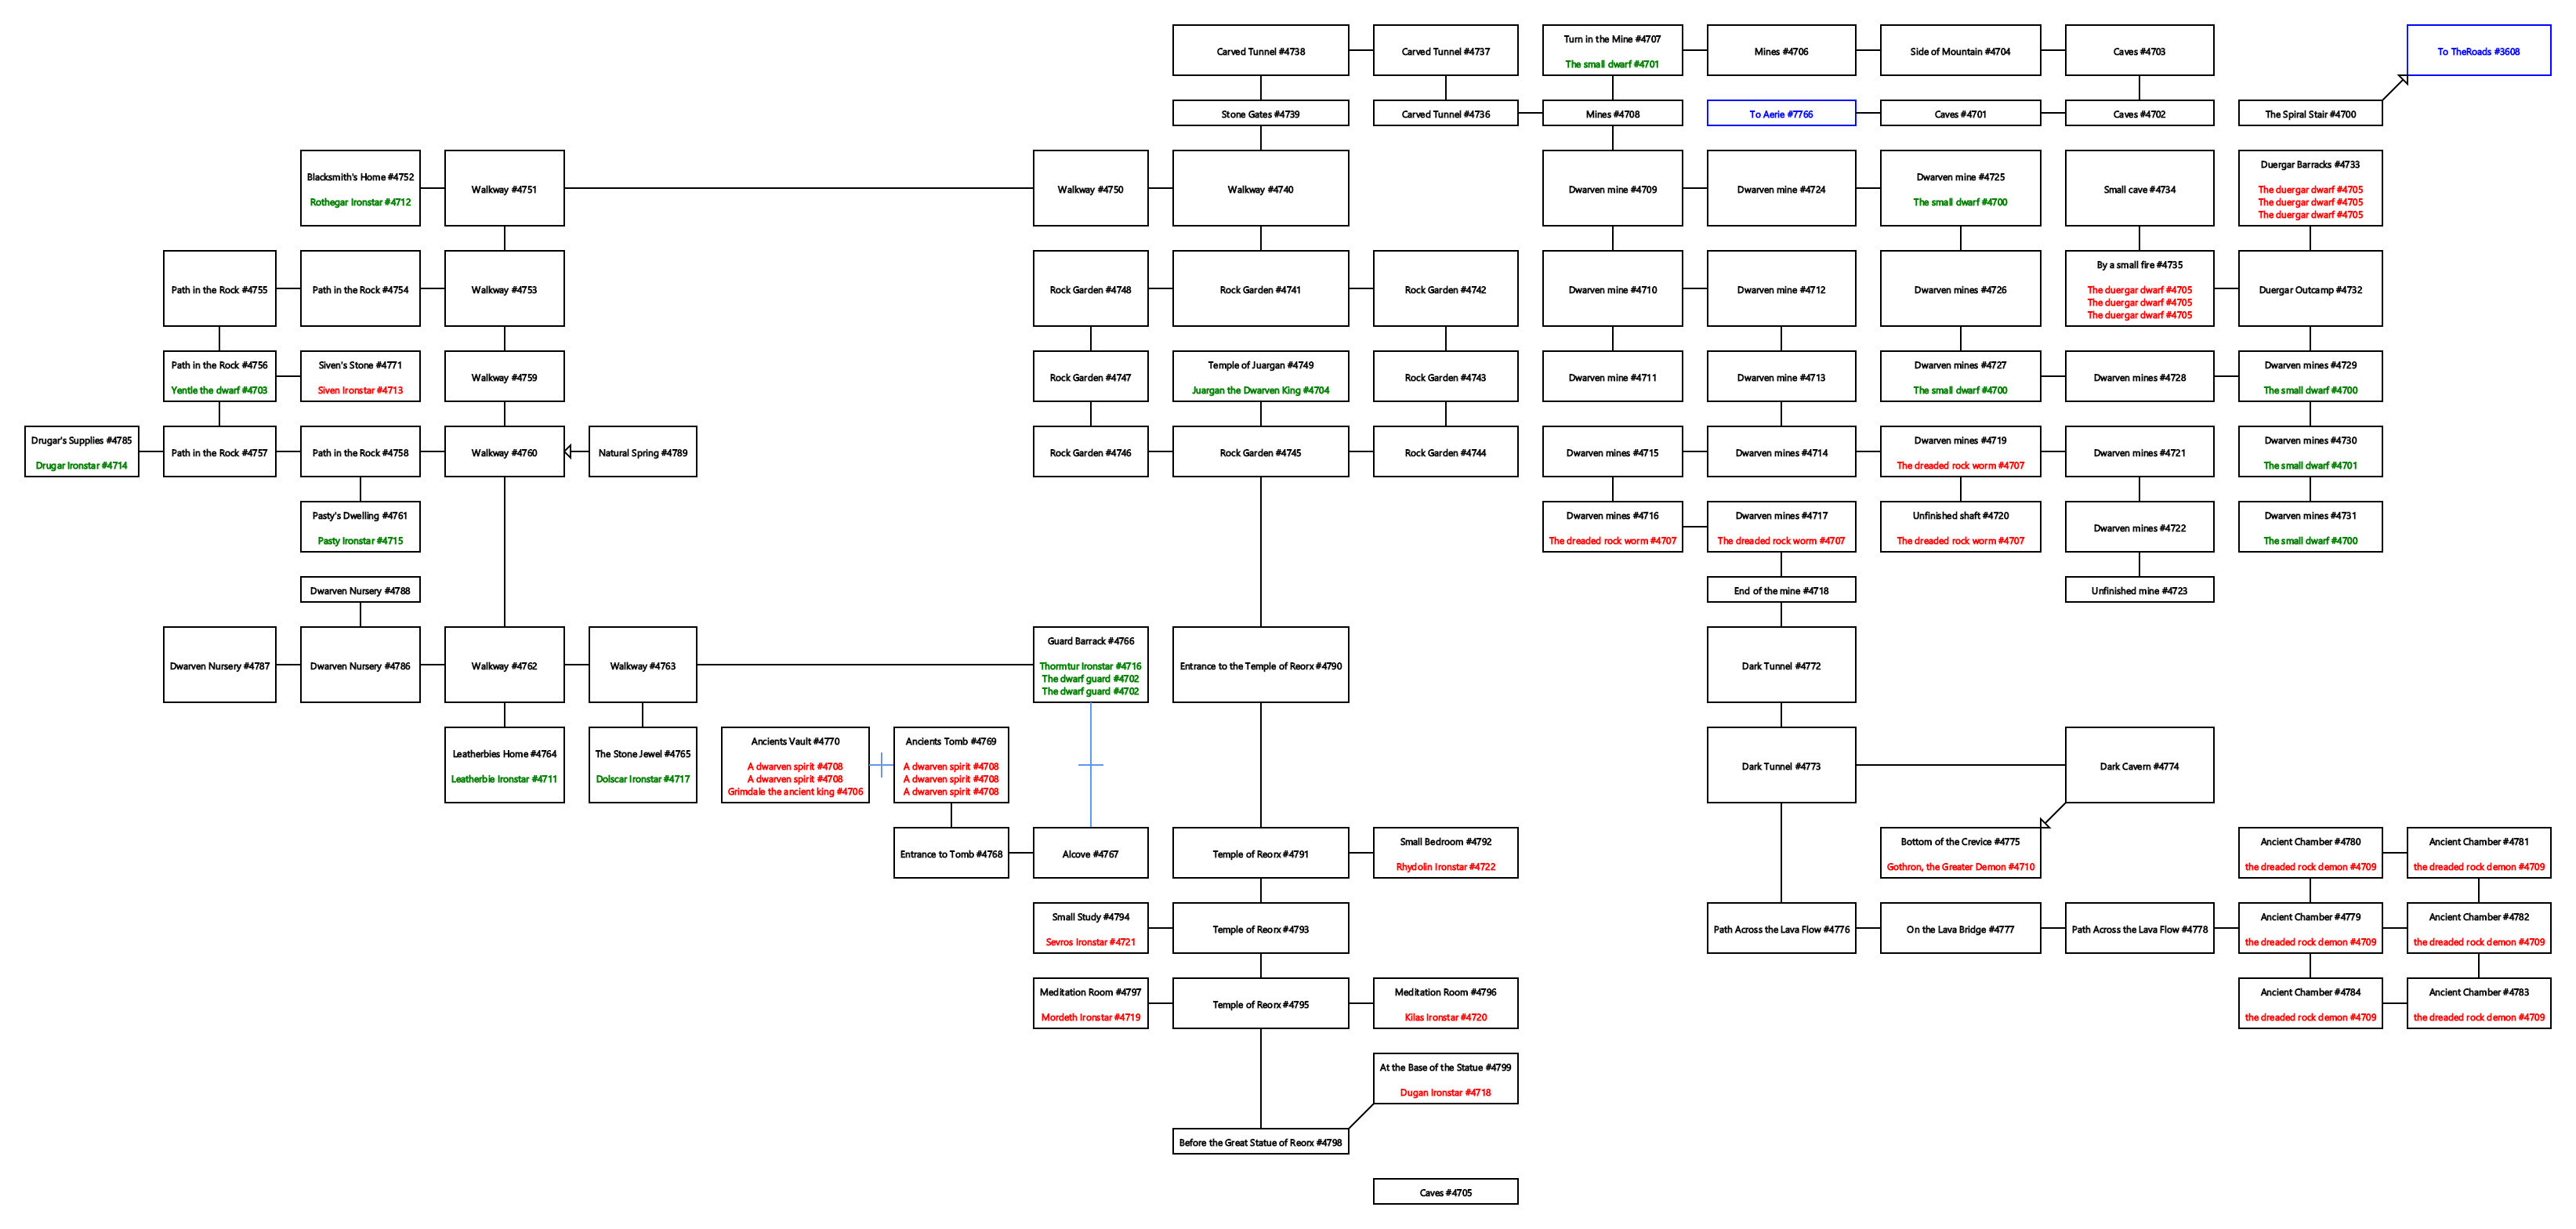 Carved Tunnel #4738
Carved Tunnel #4737
Turn in the Mine #4707
The small dwarf #4701
Mines #4706
Side of Mountain #4704
Caves #4703
To TheRoads #3608
Stone Gates #4739
Carved Tunnel #4736
Mines #4708
To Aerie #7766
Caves #4701
Caves #4702
The Spiral Stair #4700
Blacksmith's Home #4752
Rothegar Ironstar #4712
Walkway #4751
Walkway #4750
Walkway #4740
Dwarven mine #4709
Dwarven mine #4724
Dwarven mine #4725
The small dwarf #4700
Small cave #4734
Duergar Barracks #4733
The duergar dwarf #4705
The duergar dwarf #4705
The duergar dwarf #4705
Path in the Rock #4755
Path in the Rock #4754
Walkway #4753
Rock Garden #4748
Rock Garden #4741
Rock Garden #4742
Dwarven mine #4710
Dwarven mine #4712
Dwarven mines #4726
By a small fire #4735
The duergar dwarf #4705
The duergar dwarf #4705
The duergar dwarf #4705
Duergar Outcamp #4732
Path in the Rock #4756
Yentle the dwarf #4703
Siven's Stone #4771
Siven Ironstar #4713
Walkway #4759
Rock Garden #4747
Temple of Juargan #4749
Juargan the Dwarven King #4704
Rock Garden #4743
Dwarven mine #4711
Dwarven mine #4713
Dwarven mines #4727
The small dwarf #4700
Dwarven mines #4728
Dwarven mines #4729
The small dwarf #4700
Drugar's Supplies #4785
Drugar Ironstar #4714
Path in the Rock #4757
Path in the Rock #4758
Walkway #4760
Natural Spring #4789
Rock Garden #4746
Rock Garden #4745
Rock Garden #4744
Dwarven mines #4715
Dwarven mines #4714
Dwarven mines #4719
The dreaded rock worm #4707
Dwarven mines #4721
Dwarven mines #4730
The small dwarf #4701
Pasty's Dwelling #4761
Pasty Ironstar #4715
Dwarven mines #4716
The dreaded rock worm #4707
Dwarven mines #4717
The dreaded rock worm #4707
Unfinished shaft #4720
The dreaded rock worm #4707
Dwarven mines #4722
Dwarven mines #4731
The small dwarf #4700
Dwarven Nursery #4788
End of the mine #4718
Unfinished mine #4723
Dwarven Nursery #4787
Dwarven Nursery #4786
Walkway #4762
Walkway #4763
Guard Barrack #4766
Thormtur Ironstar #4716
The dwarf guard #4702
The dwarf guard #4702
Entrance to the Temple of Reorx #4790
Dark Tunnel #4772
Leatherbies Home #4764
Leatherbie Ironstar #4711
The Stone Jewel #4765
Dolscar Ironstar #4717
Ancients Vault #4770
A dwarven spirit #4708
A dwarven spirit #4708
Grimdale the ancient king #4706
Ancients Tomb #4769
A dwarven spirit #4708
A dwarven spirit #4708
A dwarven spirit #4708
Dark Tunnel #4773
Dark Cavern #4774
Entrance to Tomb #4768
Alcove #4767
Temple of Reorx #4791
Small Bedroom #4792
Rhydolin Ironstar #4722
Bottom of the Crevice #4775
Gothron, the Greater Demon #4710
Ancient Chamber #4780
the dreaded rock demon #4709
Ancient Chamber #4781
the dreaded rock demon #4709
Small Study #4794
Sevros Ironstar #4721
Temple of Reorx #4793
Path Across the Lava Flow #4776
On the Lava Bridge #4777
Path Across the Lava Flow #4778
Ancient Chamber #4779
the dreaded rock demon #4709
Ancient Chamber #4782
the dreaded rock demon #4709
Meditation Room #4797
Mordeth Ironstar #4719
Temple of Reorx #4795
Meditation Room #4796
Kilas Ironstar #4720
Ancient Chamber #4784
the dreaded rock demon #4709
Ancient Chamber #4783
the dreaded rock demon #4709
At the Base of the Statue #4799
Dugan Ironstar #4718
Before the Great Statue of Reorx #4798
Caves #4705